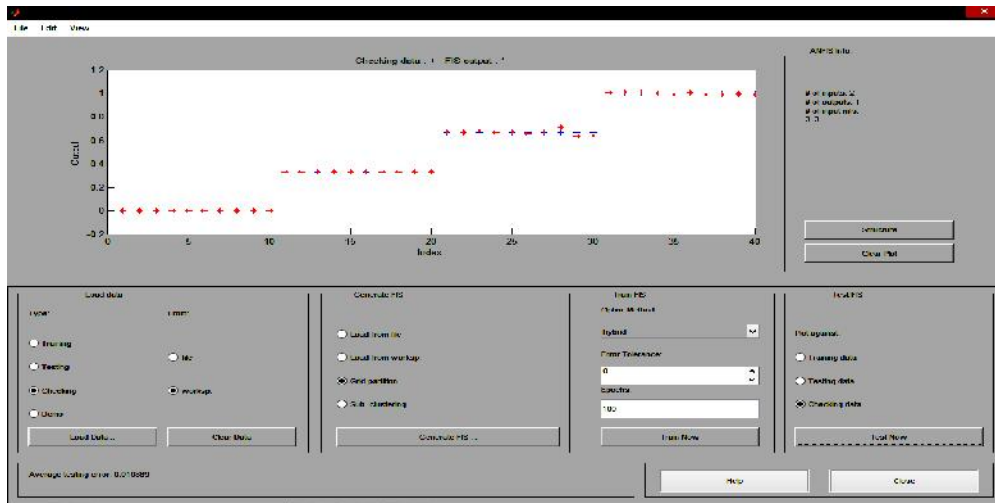 File Edit View
Checking data : + FIS output : *
ANFIS Info.
1.2
1
0.8
0.6
0.4
0.2
0
-0.2
Output
0 5 10 15 20 25 30 35 40
Index
# of inputs: 2
# of outputs: 1
# of input mfs:
3 3
Structure
Clear Plot
Load data
Type:
From:
Training
Testing
Checking
Demo
file
worksp.
Load Data...
Clear Data
Generate FIS
Load from file
Load from worksp.
Grid partition
Sub. clustering
Generate FIS ...
Train FIS
Optim. Method:
hybrid
Error Tolerance:
0
Epochs:
100
Train Now
Test FIS
Plot against:
Training data
Testing data
Checking data
Test Now
Average testing error:
Help
Close